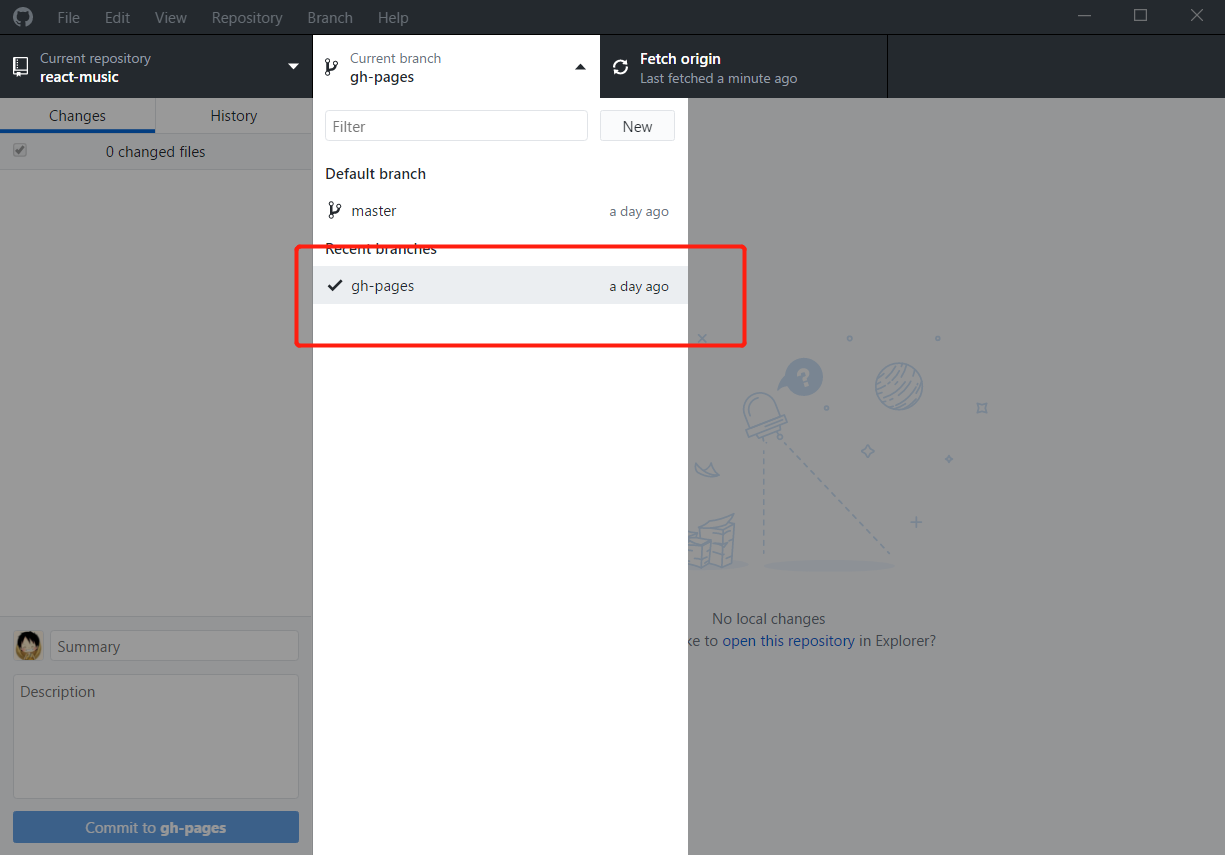 File Edit View Repository Branch Help
Current repository
react-music
Current branch
gh-pages
Fetch origin
Last fetched a minute ago
Changes History
0 changed files
Filter
New
Default branch
master a day ago
Recent branches
gh-pages a day ago
?
No local changes
ke to open this repository in Explorer?
Summary
Description
Commit to gh-pages